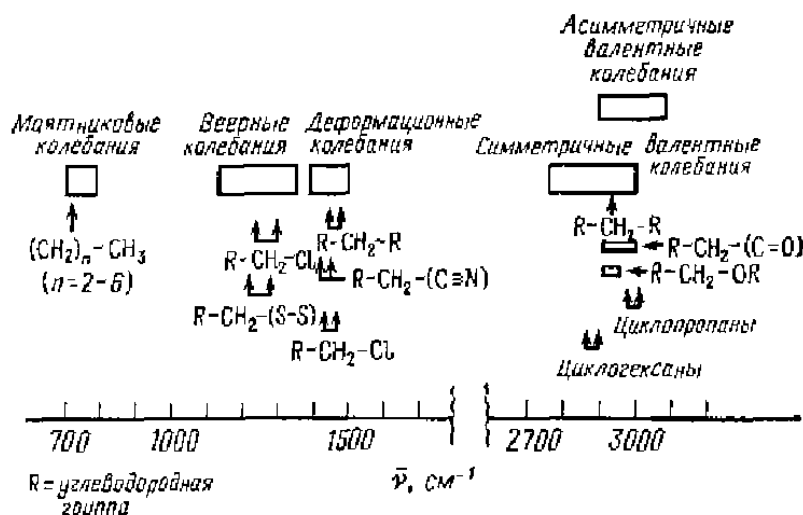 Асимметричные
валентные
колебания
Маятниковые
колебания
Веерные
колебания
Деформационные
колебания
Симметричные валентные
колебания
(CH₂)ₙ–CH₃
(n=2–6)
R–CH₂–Cl
R–CH₂–(S–S)
R–CH₂–R
R–CH₂–(C≡N)
R–CH₂–Cl
R–CH₂–R
R–CH₂–(C=O)
R–CH₂–OR
Циклопропаны
Циклогексаны
700 1000 1500 2700 3000
R = углеводородная
группа
ν̄, см⁻¹